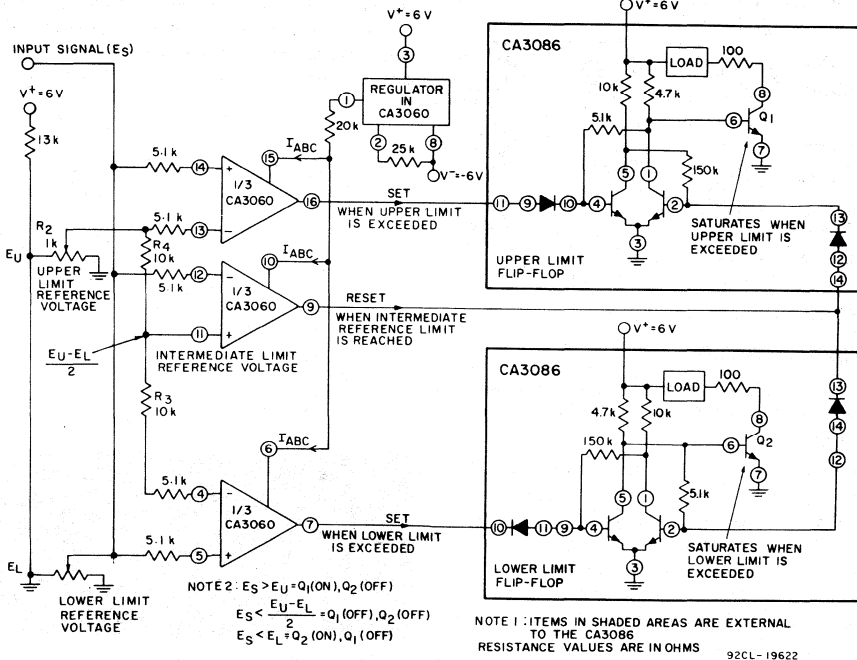 V+=6V
V+=6V
INPUT SIGNAL (ES)
V+=6V
13k
5.1k
14
+
1/3
CA3060
15
IABC
16
1
REGULATOR
IN
CA3060
3
2
8
20k
25k
V-=-6V
SET
WHEN UPPER LIMIT
IS EXCEEDED
R2
1k
5.1k
13
−
EU
UPPER
LIMIT
REFERENCE
VOLTAGE
R4
10k
12
−
5.1k
1/3
CA3060
10
IABC
9
RESET
WHEN INTERMEDIATE
REFERENCE LIMIT
IS REACHED
11
+
EU-EL
2
INTERMEDIATE LIMIT
REFERENCE VOLTAGE
R3
10k
6
IABC
5.1k
4
−
1/3
CA3060
7
SET
WHEN LOWER LIMIT
IS EXCEEDED
5.1k
5
+
EL
LOWER LIMIT
REFERENCE
VOLTAGE
CA3086
LOAD
100
10k
4.7k
8
5.1k
6
Q1
7
5
1
150k
11
9
10
4
2
3
SATURATES WHEN
UPPER LIMIT IS
EXCEEDED
UPPER LIMIT
FLIP-FLOP
13
12
14
V+=6V
CA3086
LOAD
100
4.7k
10k
8
150k
6
Q2
7
5
1
5.1k
10
11
9
4
2
3
SATURATES WHEN
LOWER LIMIT IS
EXCEEDED
LOWER LIMIT
FLIP-FLOP
13
14
12
NOTE 2: ES>EU=Q1(ON),Q2(OFF)
ES< EU-EL
2 =Q1(OFF),Q2(OFF)
ES<EL=Q2(ON),Q1(OFF)
NOTE 1: ITEMS IN SHADED AREAS ARE EXTERNAL
TO THE CA3086
RESISTANCE VALUES ARE IN OHMS
92CL-19622